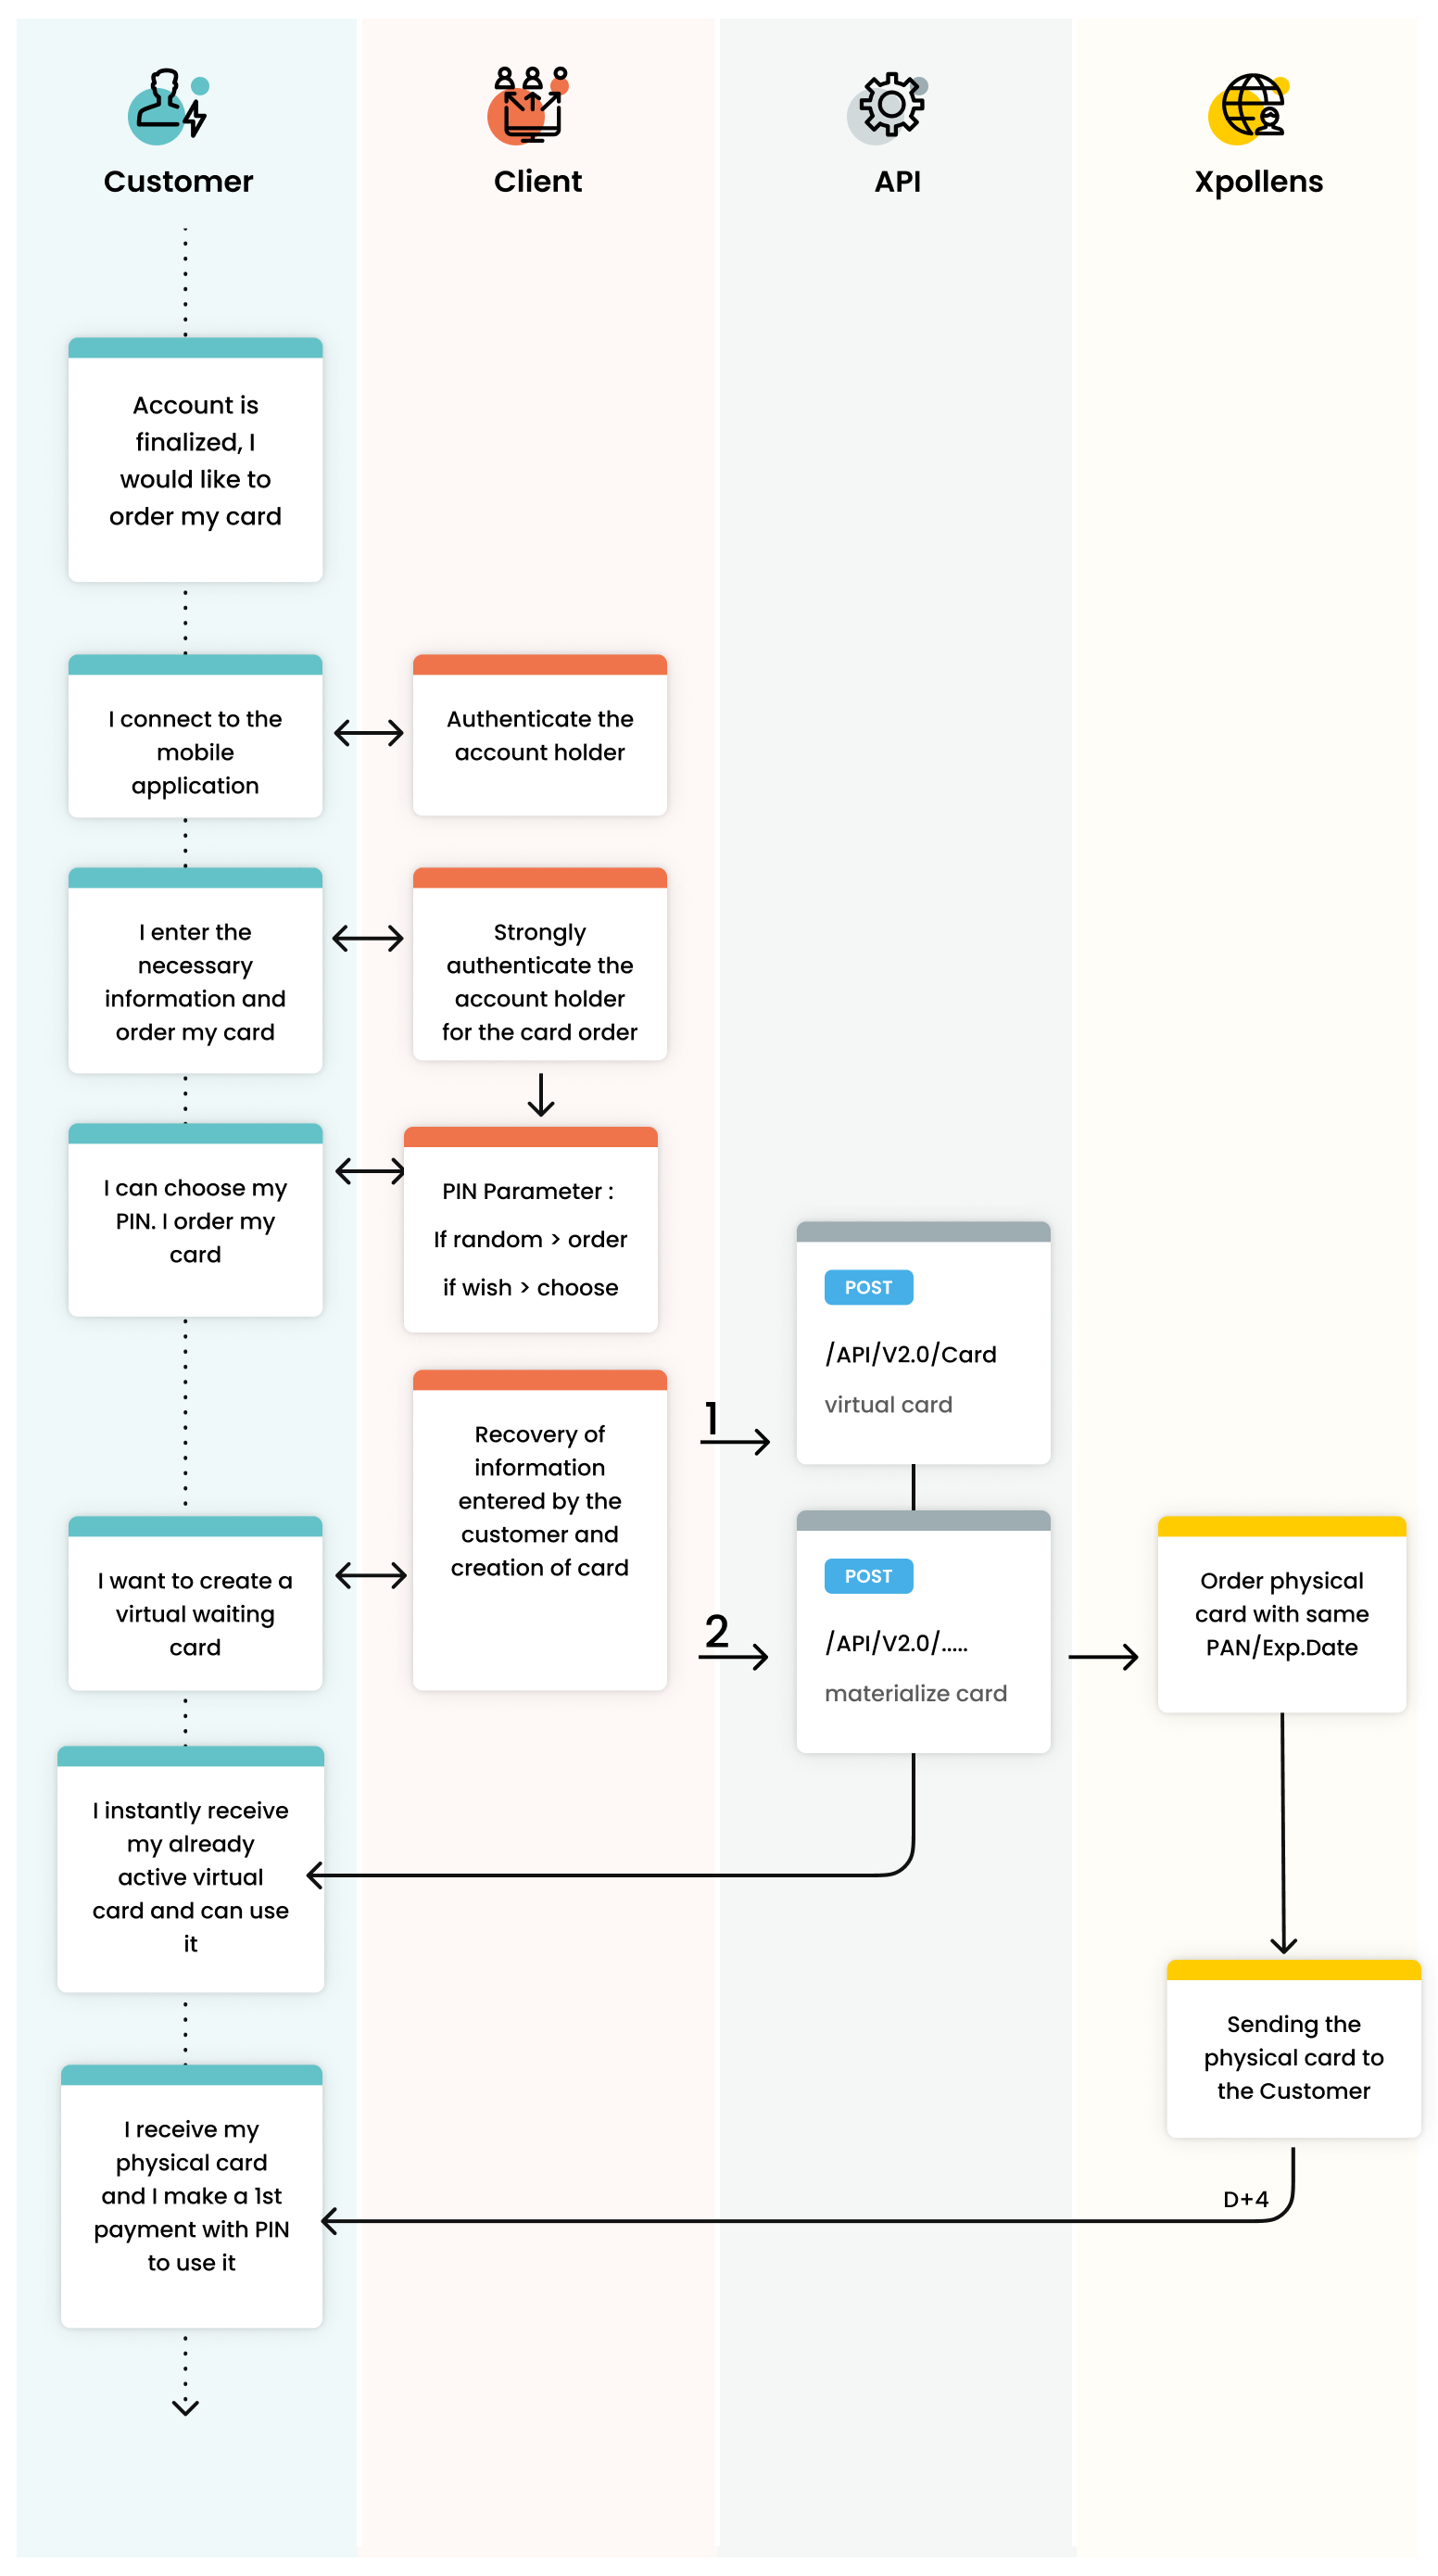 Customer
Client
API
Xpollens
Account is
finalized, I
would like to
order my card
I connect to the
mobile
application
Authenticate the
account holder
I enter the
necessary
information and
order my card
Strongly
authenticate the
account holder
for the card order
I can choose my
PIN. I order my
card
PIN Parameter :
If random > order
if wish > choose
POST
/API/V2.0/Card
virtual card
Recovery of
information
entered by the
customer and
creation of card
1
I want to create a
virtual waiting
card
2
POST
/API/V2.0/.....
materialize card
Order physical
card with same
PAN/Exp.Date
I instantly receive
my already
active virtual
card and can use
it
Sending the
physical card to
the Customer
D+4
I receive my
physical card
and I make a 1st
payment with PIN
to use it